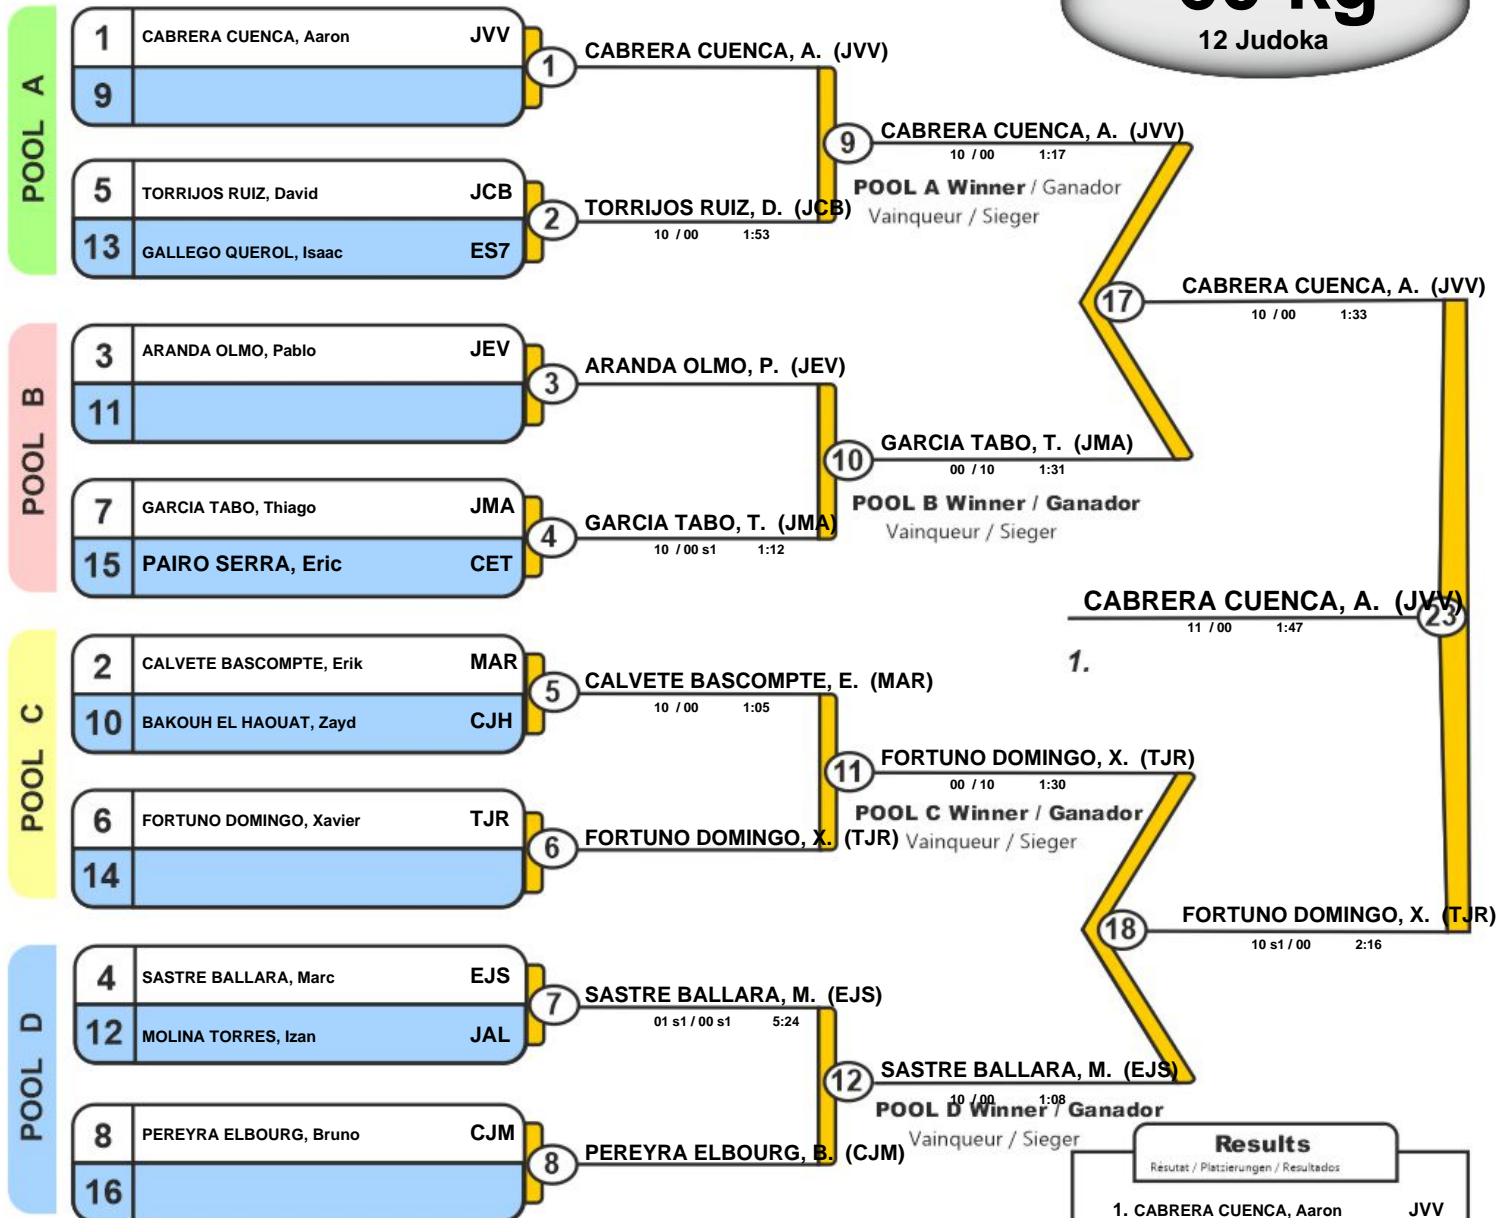 12 Judoka
POOL A
1 CABRERA CUENCA, Aaron JVV
9
5 TORRIJOS RUIZ, David JCB
13 GALLEGO QUEROL, Isaac ES7
POOL B
3 ARANDA OLMO, Pablo JEV
11
7 GARCIA TABO, Thiago JMA
15 PAIRO SERRA, Eric CET
POOL C
2 CALVETE BASCOMPTE, Erik MAR
10 BAKOUH EL HAOUAT, Zayd CJH
6 FORTUNO DOMINGO, Xavier TJR
14
POOL D
4 SASTRE BALLARA, Marc EJS
12 MOLINA TORRES, Izan JAL
8 PEREYRA ELBOURG, Bruno CJM
16
1 CABRERA CUENCA, A. (JVV)
2 TORRIJOS RUIZ, D. (JCB)
10 / 00 1:53
3 ARANDA OLMO, P. (JEV)
4 GARCIA TABO, T. (JMA)
10 / 00 s1 1:12
5 CALVETE BASCOMPTE, E. (MAR)
10 / 00 1:05
6 FORTUNO DOMINGO, X. (TJR)
7 SASTRE BALLARA, M. (EJS)
01 s1 / 00 s1 5:24
8 PEREYRA ELBOURG, B. (CJM)
9 CABRERA CUENCA, A. (JVV)
10 / 00 1:17
POOL A Winner / Ganador
Vainqueur / Sieger
10 GARCIA TABO, T. (JMA)
00 / 10 1:31
POOL B Winner / Ganador
Vainqueur / Sieger
11 FORTUNO DOMINGO, X. (TJR)
00 / 10 1:30
POOL C Winner / Ganador
Vainqueur / Sieger
12 SASTRE BALLARA, M. (EJS)
10 / 00 1:08
POOL D Winner / Ganador
Vainqueur / Sieger
17 CABRERA CUENCA, A. (JVV)
10 / 00 1:33
18 FORTUNO DOMINGO, X. (TJR)
10 s1 / 00 2:16
CABRERA CUENCA, A. (JVV) 23
11 / 00 1:47
1.
Results
Résutat / Platzierungen / Resultados
1. CABRERA CUENCA, Aaron JVV